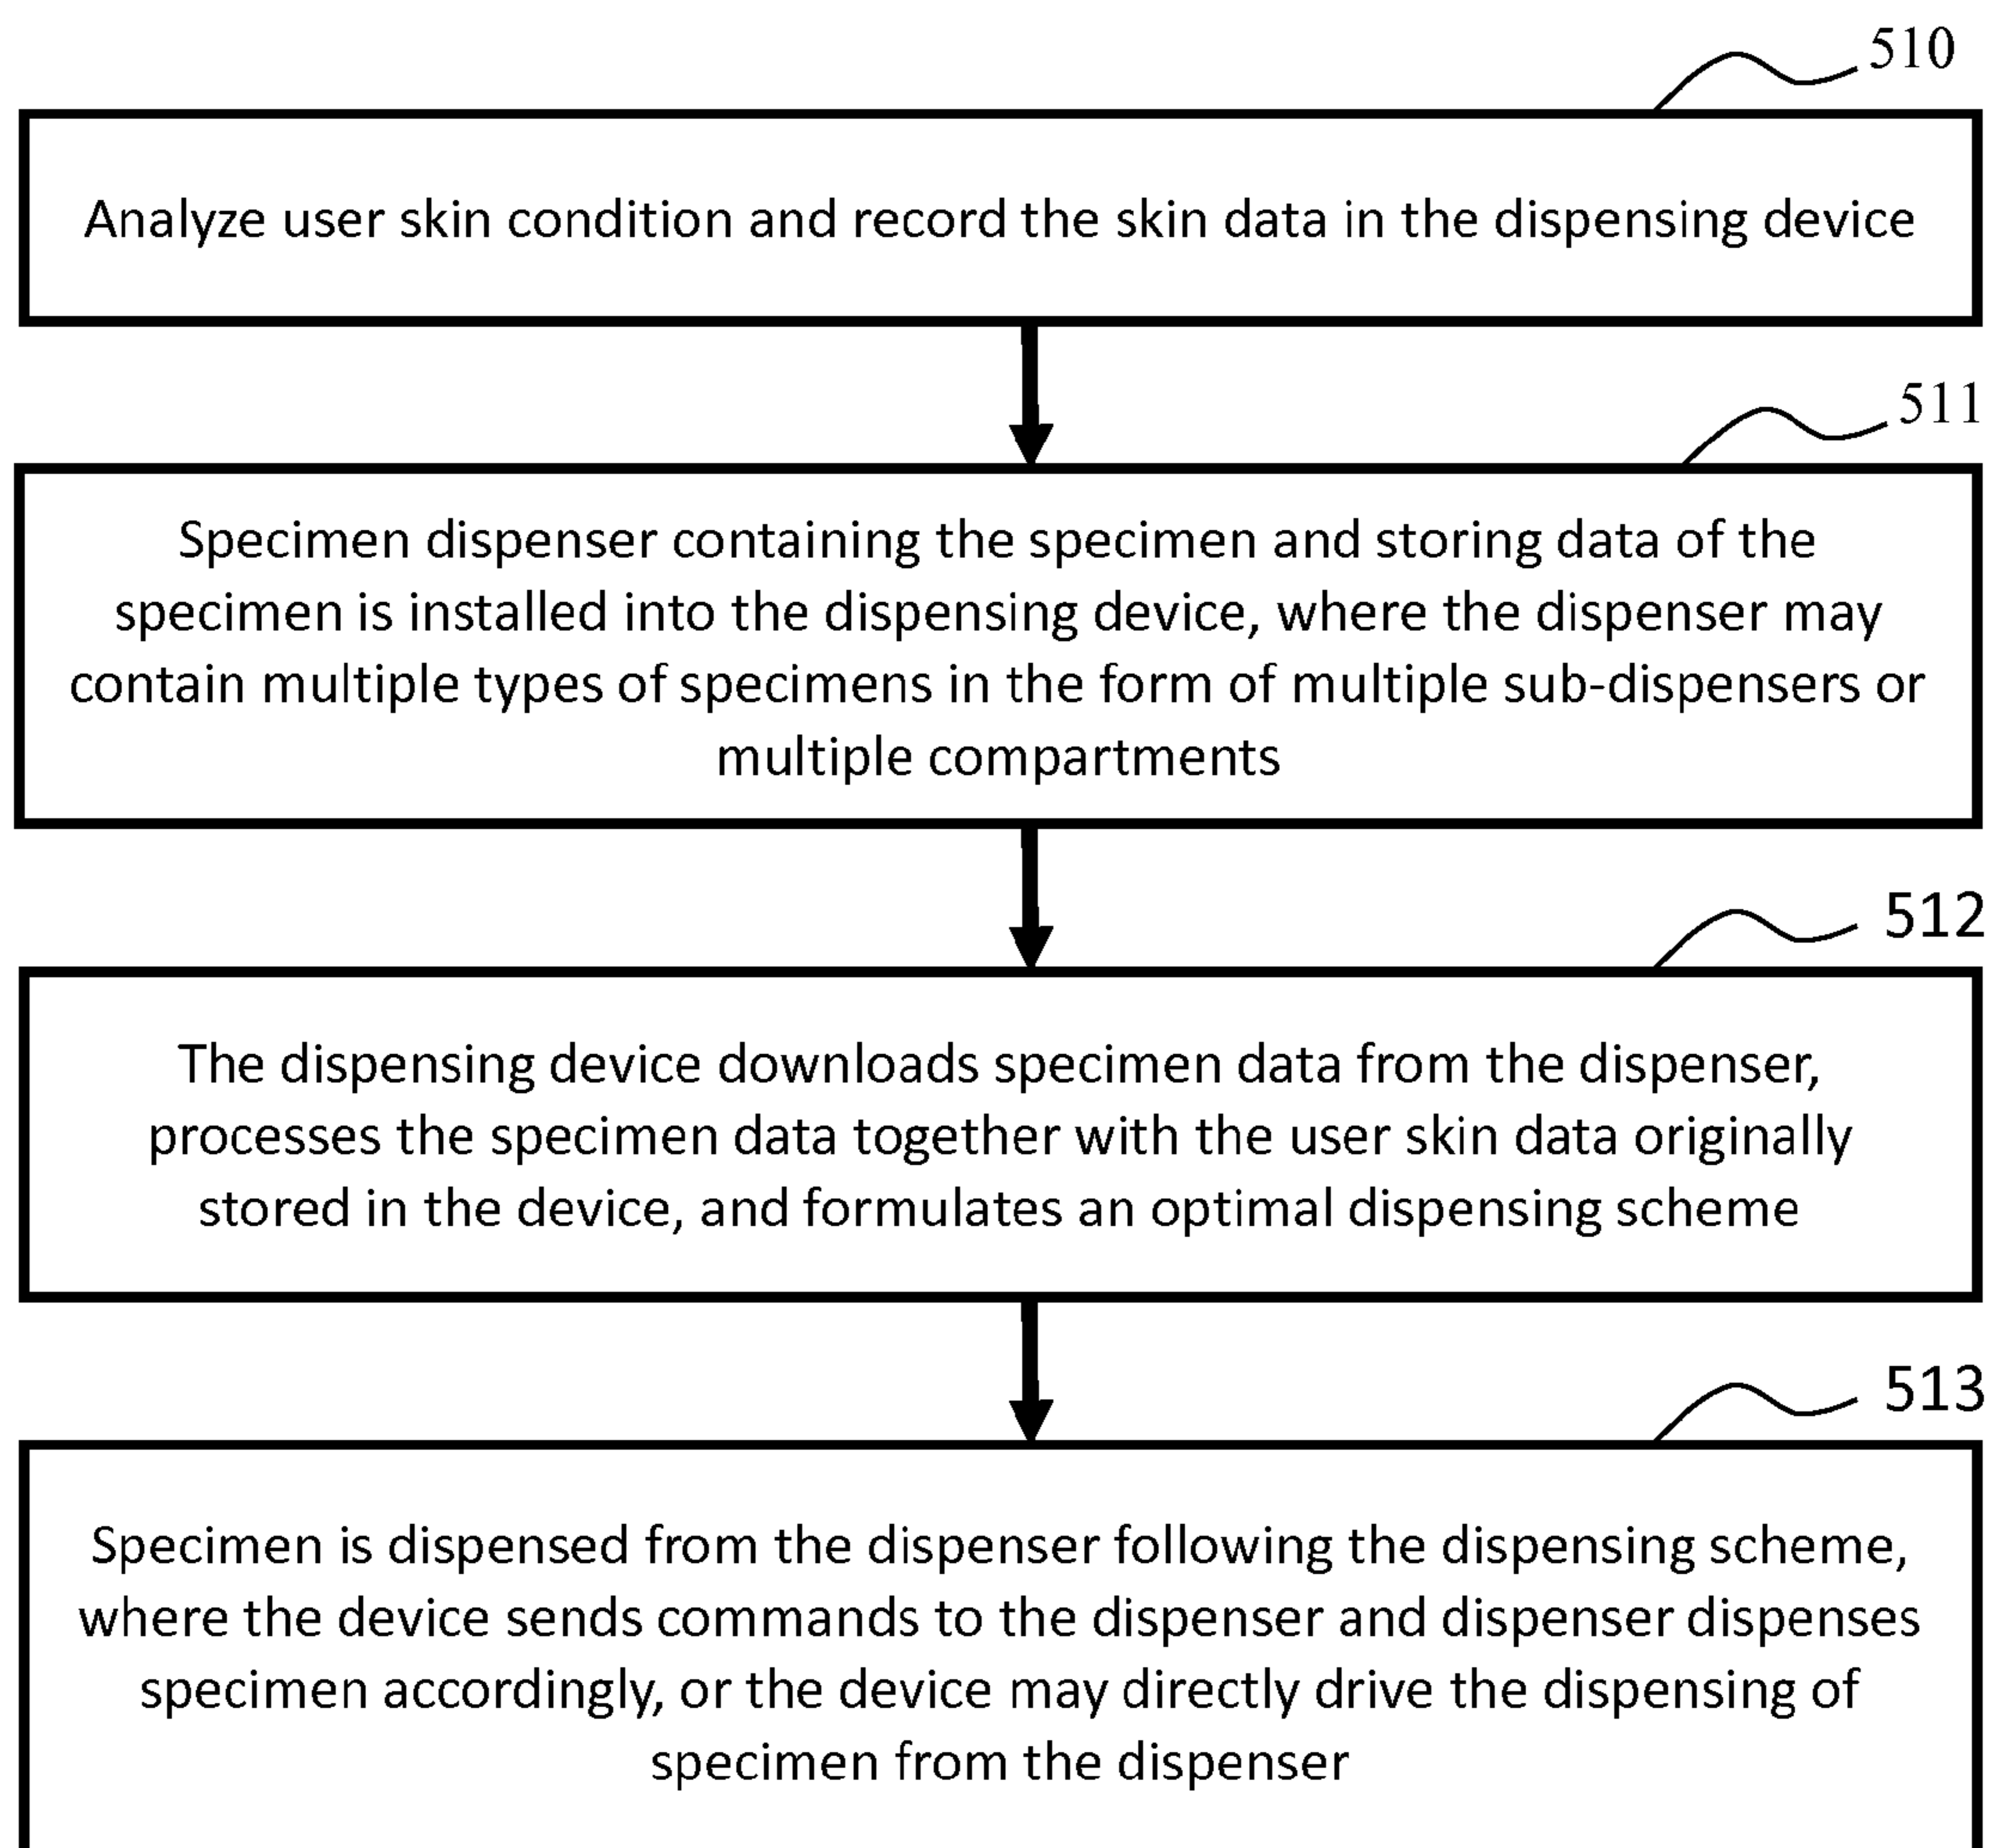 510
Analyze user skin condition and record the skin data in the dispensing device
511
Specimen dispenser containing the specimen and storing data of the
specimen is installed into the dispensing device, where the dispenser may
contain multiple types of specimens in the form of multiple sub-dispensers or
multiple compartments
512
The dispensing device downloads specimen data from the dispenser,
processes the specimen data together with the user skin data originally
stored in the device, and formulates an optimal dispensing scheme
513
Specimen is dispensed from the dispenser following the dispensing scheme,
where the device sends commands to the dispenser and dispenser dispenses
specimen accordingly, or the device may directly drive the dispensing of
specimen from the dispenser